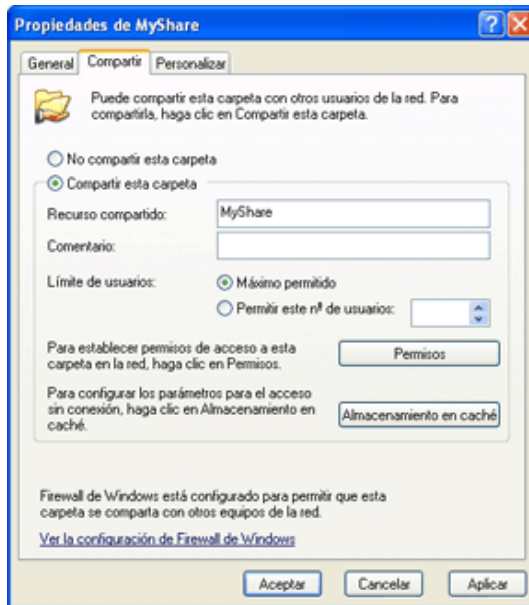 Propiedades de MyShare
General Compartir Personalizar
Puede compartir esta carpeta con otros usuarios de la red. Para
compartirla, haga clic en Compartir esta carpeta.
No compartir esta carpeta
Compartir esta carpeta
Recurso compartido: MyShare
Comentario:
Límite de usuarios: Máximo permitido
Permitir este nº de usuarios:
Para establecer permisos de acceso a esta
carpeta en la red, haga clic en Permisos.
Permisos
Para configurar los parámetros para el acceso
sin conexión, haga clic en Almacenamiento en
caché.
Almacenamiento en caché
Firewall de Windows está configurado para permitir que esta
carpeta se comparta con otros equipos de la red.
Ver la configuración de Firewall de Windows
Aceptar Cancelar Aplicar